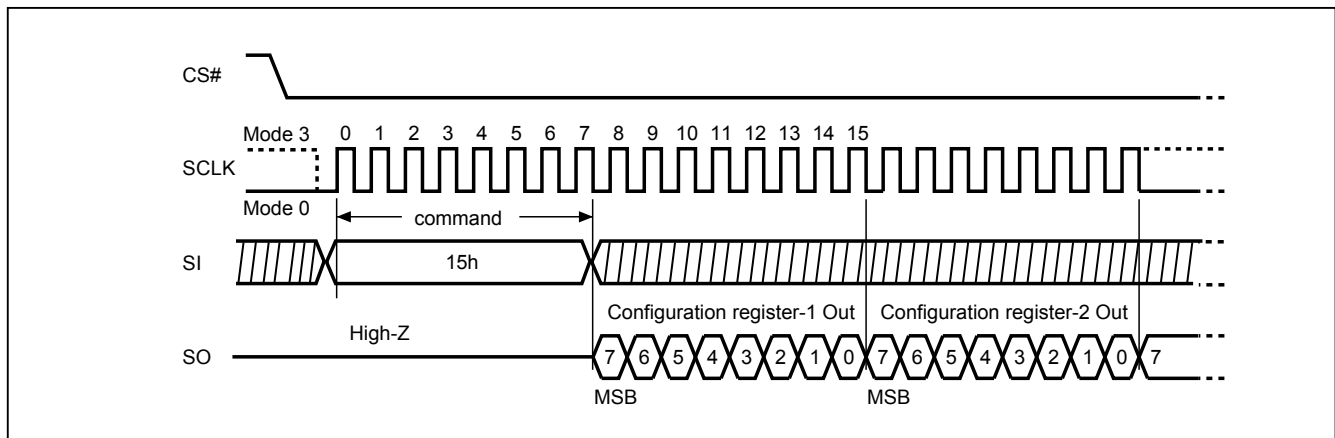 CS#
Mode 3
0 1 2 3 4 5 6 7 8 9 10 11 12 13 14 15
SCLK
Mode 0
command
SI
15h
Configuration register-1 Out
Configuration register-2 Out
High-Z
SO
7 6 5 4 3 2 1 0 7 6 5 4 3 2 1 0 7
MSB
MSB